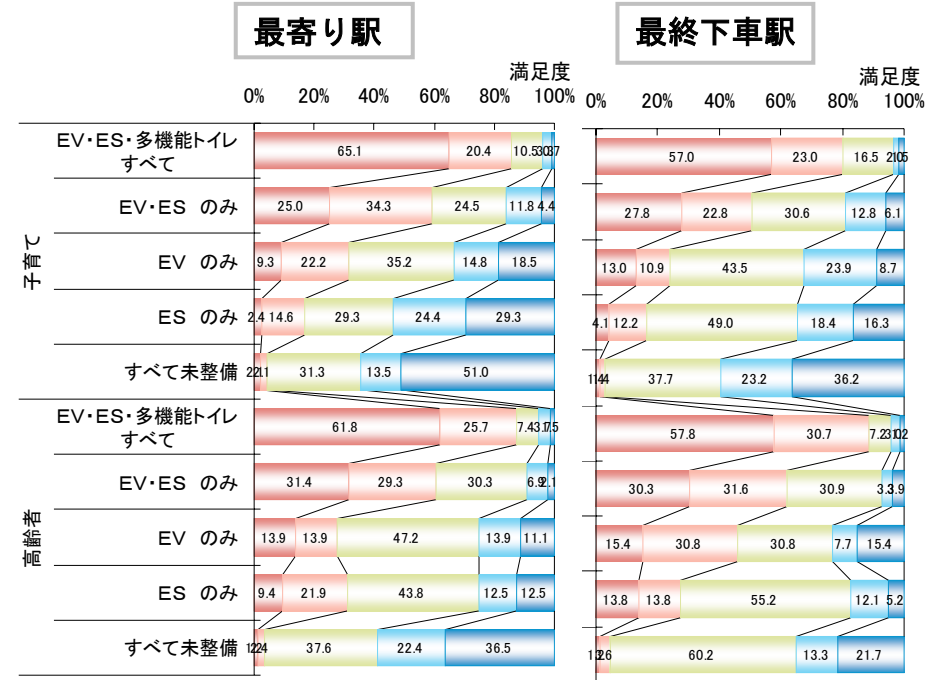 最寄り駅 最終下車駅
満足度 満足度
0% 20% 40% 60% 80% 100% 0% 20% 40% 60% 80% 100%
子育て
EV・ES・多機能トイレ
すべて 65.1 20.4 10.5 57.0 23.0 16.5
EV・ES のみ 25.0 34.3 24.5 11.8 4.4 27.8 22.8 30.6 12.8 6.1
EV のみ 9.3 22.2 35.2 14.8 18.5 13.0 10.9 43.5 23.9 8.7
ES のみ 2.4 14.6 29.3 24.4 29.3 4.1 12.2 49.0 18.4 16.3
すべて未整備 31.3 13.5 51.0 37.7 23.2 36.2
高齢者
EV・ES・多機能トイレ
すべて 61.8 25.7 7.4 57.8 30.7 7.2
EV・ES のみ 31.4 29.3 30.3 6.9 2.1 30.3 31.6 30.9 3.3 3.9
EV のみ 13.9 13.9 47.2 13.9 11.1 15.4 30.8 30.8 7.7 15.4
ES のみ 9.4 21.9 43.8 12.5 12.5 13.8 13.8 55.2 12.1 5.2
すべて未整備 37.6 22.4 36.5 60.2 13.3 21.7